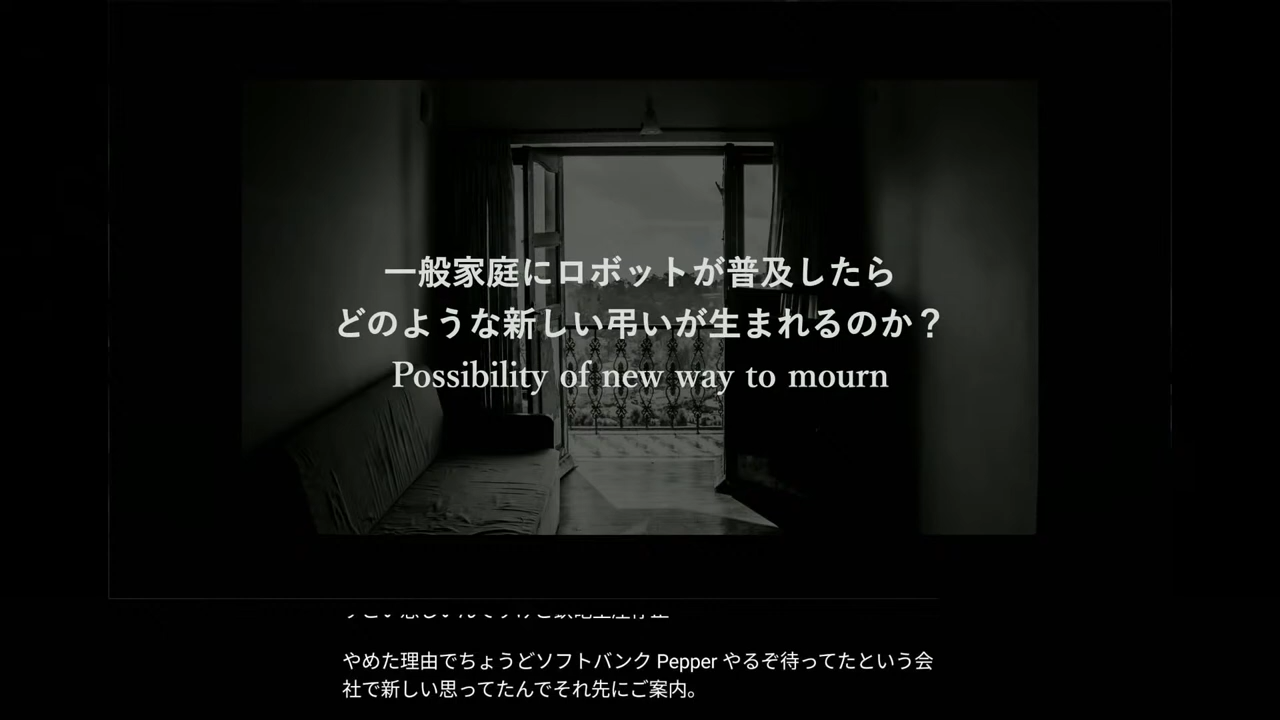 一般家庭にロボットが普及したら
どのような新しい弔いが生まれるのか？
Possibility of new way to mourn
やめた理由でちょうどソフトバンク Pepper やるぞ待ってたという会
社で新しい思ってたんでそれ先にご案内。